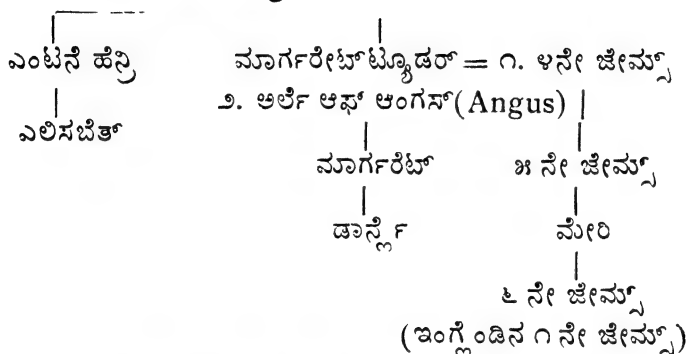 ಎಂಟನೆ ಹೆನ್ರಿ ಮಾರ್ಗರೇಟ್‌ಟ್ಯೂಡರ್ = ೧. ೪ನೇ ಜೇಮ್ಸ್
೨. ಅರ್ಲೆ ಆಫ್ ಆಂಗಸ್(Angus)
ಎಲಿಸಬೆತ್
ಮಾರ್ಗರೆಟ್ ೫ ನೇ ಜೇಮ್ಸ್
ಡಾರ್ನ್ಲೆ ಮೇರಿ
೬ ನೇ ಜೇಮ್ಸ್
(ಇಂಗ್ಲೆಂಡಿನ ೧ ನೇ ಜೇಮ್ಸ್)